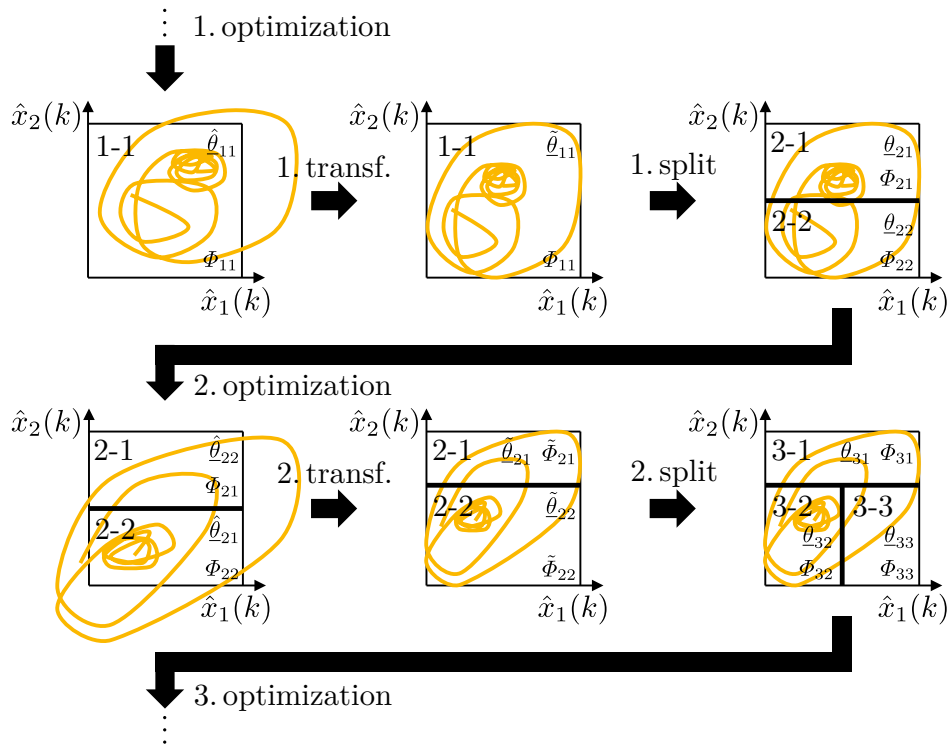 ⋮ 1. optimization
x̂₂(k) 1-1 θ̲̂₁₁ Φ₁₁ x̂₁(k)
1. transf.
x̂₂(k) 1-1 θ̲̃₁₁ Φ₁₁ x̂₁(k)
1. split
x̂₂(k) 2-1 θ̲₂₁ Φ₂₁ 2-2 θ̲₂₂ Φ₂₂ x̂₁(k)
2. optimization
x̂₂(k) 2-1 θ̲̂₂₂ Φ₂₁ 2-2 θ̲̂₂₁ Φ₂₂ x̂₁(k)
2. transf.
x̂₂(k) 2-1 θ̲̃₂₁ Φ̃₂₁ 2-2 θ̲̃₂₂ Φ̃₂₂ x̂₁(k)
2. split
x̂₂(k) 3-1 θ̲₃₁ Φ₃₁ 3-2 θ̲₃₂ Φ₃₂ 3-3 θ̲₃₃ Φ₃₃ x̂₁(k)
3. optimization
⋮